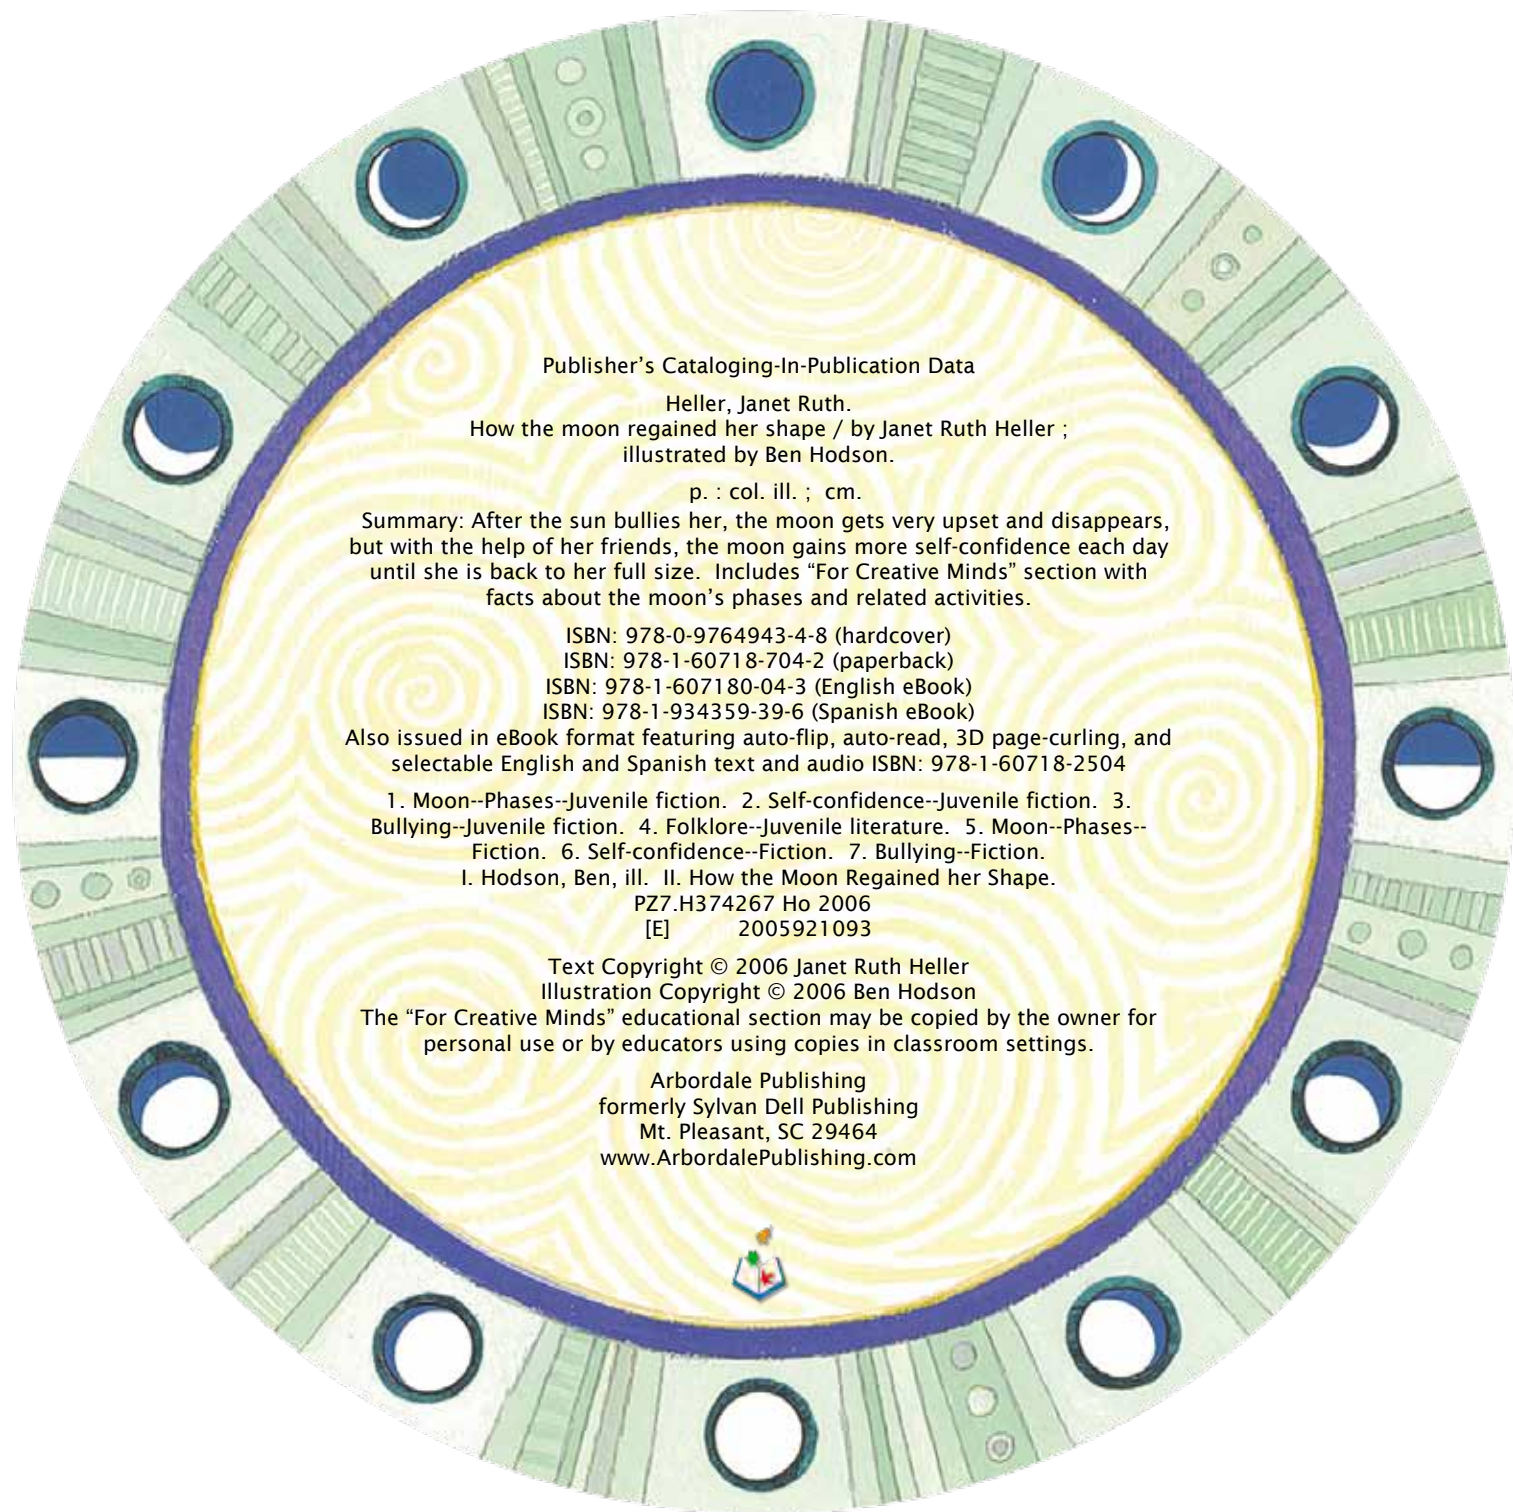 Publisher’s Cataloging-In-Publication Data
Heller, Janet Ruth.
How the moon regained her shape / by Janet Ruth Heller ;
illustrated by Ben Hodson.
p. : col. ill. ; cm.
Summary: After the sun bullies her, the moon gets very upset and disappears,
but with the help of her friends, the moon gains more self-confidence each day
until she is back to her full size. Includes “For Creative Minds” section with
facts about the moon’s phases and related activities.
ISBN: 978-0-9764943-4-8 (hardcover)
ISBN: 978-1-60718-704-2 (paperback)
ISBN: 978-1-607180-04-3 (English eBook)
ISBN: 978-1-934359-39-6 (Spanish eBook)
Also issued in eBook format featuring auto-flip, auto-read, 3D page-curling, and
selectable English and Spanish text and audio ISBN: 978-1-60718-2504
1. Moon--Phases--Juvenile fiction. 2. Self-confidence--Juvenile fiction. 3.
Bullying--Juvenile fiction. 4. Folklore--Juvenile literature. 5. Moon--Phases--
Fiction. 6. Self-confidence--Fiction. 7. Bullying--Fiction.
I. Hodson, Ben, ill. II. How the Moon Regained her Shape.
PZ7.H374267 Ho 2006
[E] 2005921093
Text Copyright © 2006 Janet Ruth Heller
Illustration Copyright © 2006 Ben Hodson
The “For Creative Minds” educational section may be copied by the owner for
personal use or by educators using copies in classroom settings.
Arbordale Publishing
formerly Sylvan Dell Publishing
Mt. Pleasant, SC 29464
www.ArbordalePublishing.com